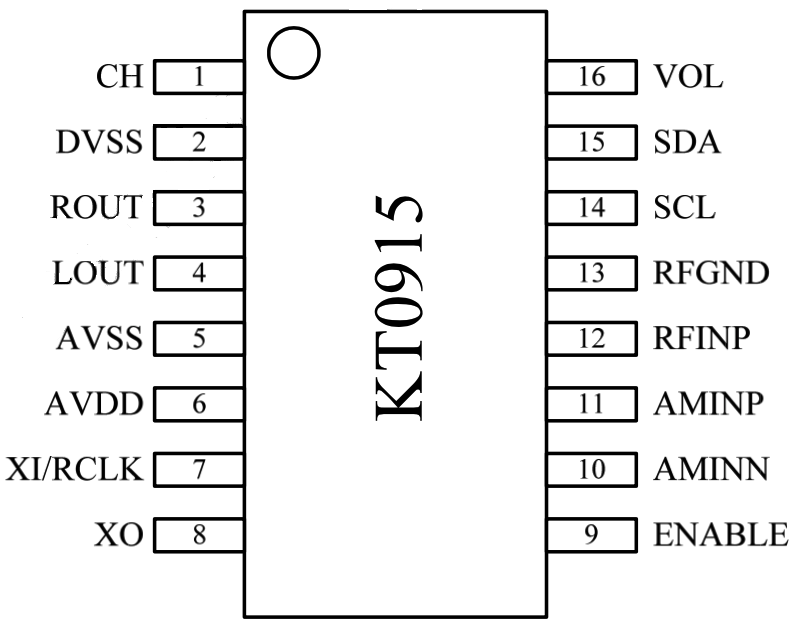 CH 1
DVSS 2
ROUT 3
LOUT 4
AVSS 5
AVDD 6
XI/RCLK 7
XO 8
KT0915
16 VOL
15 SDA
14 SCL
13 RFGND
12 RFINP
11 AMINP
10 AMINN
9 ENABLE